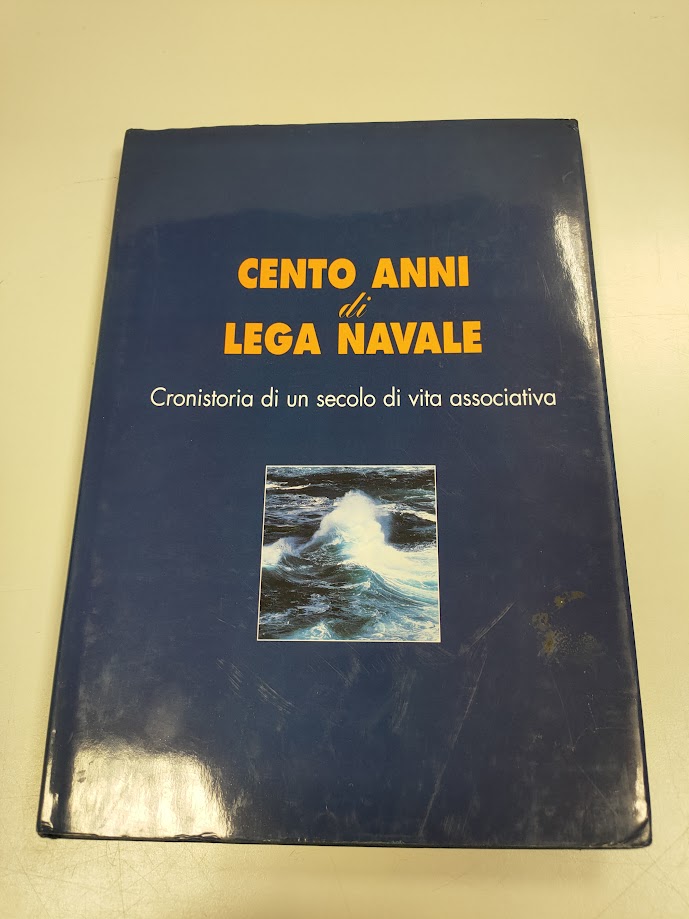 CENTO ANNI
di
LEGA NAVALE
Cronistoria di un secolo di vita associativa